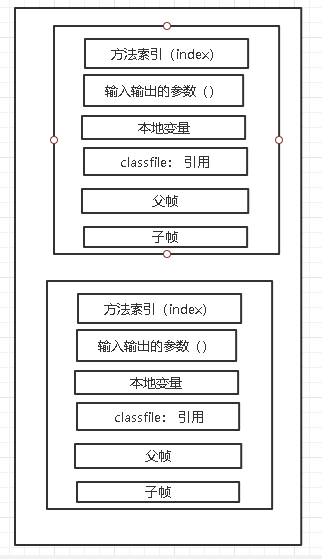 方法索引（index）
输入输出的参数（）
本地变量
classfile： 引用
父帧
子帧
方法索引（index）
输入输出的参数（）
本地变量
classfile： 引用
父帧
子帧